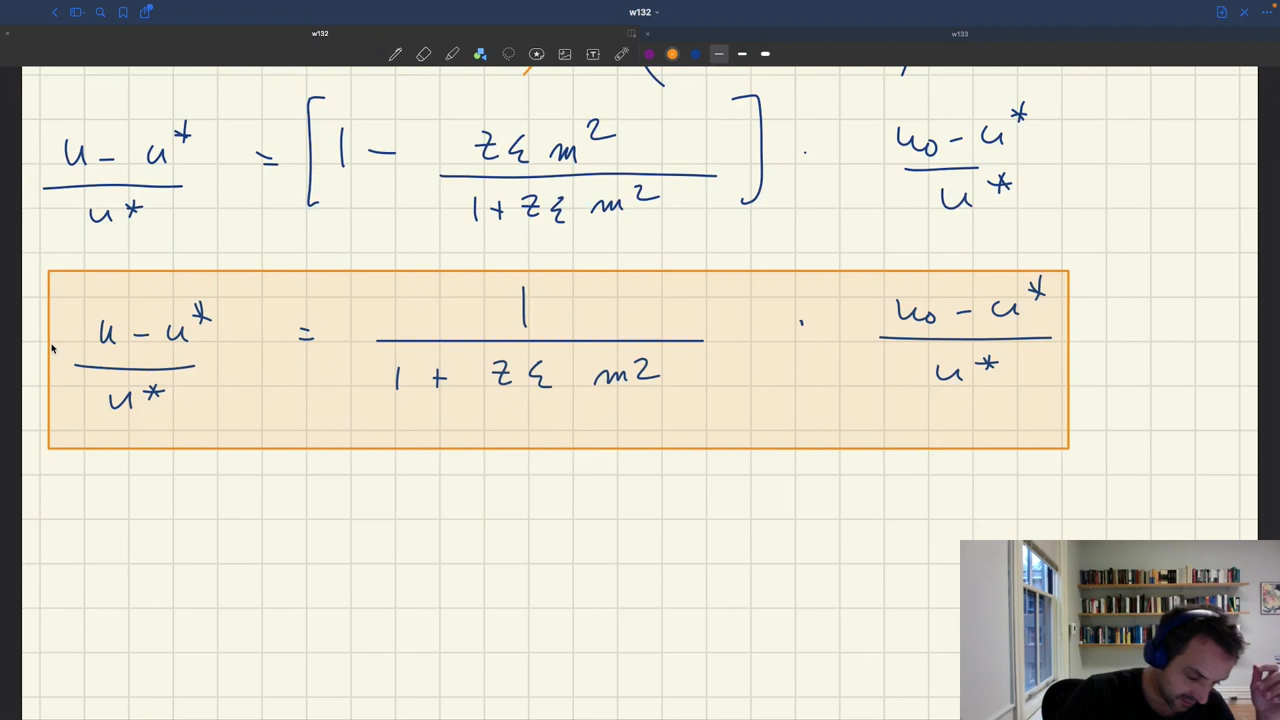 w132
w132
w133
u - u* / u* = [ 1 - zξ m² / 1 + zξ m² ] · u₀ - u* / u*
u - u* / u* = 1 / 1 + zξ m2 · u₀ - u* / u*